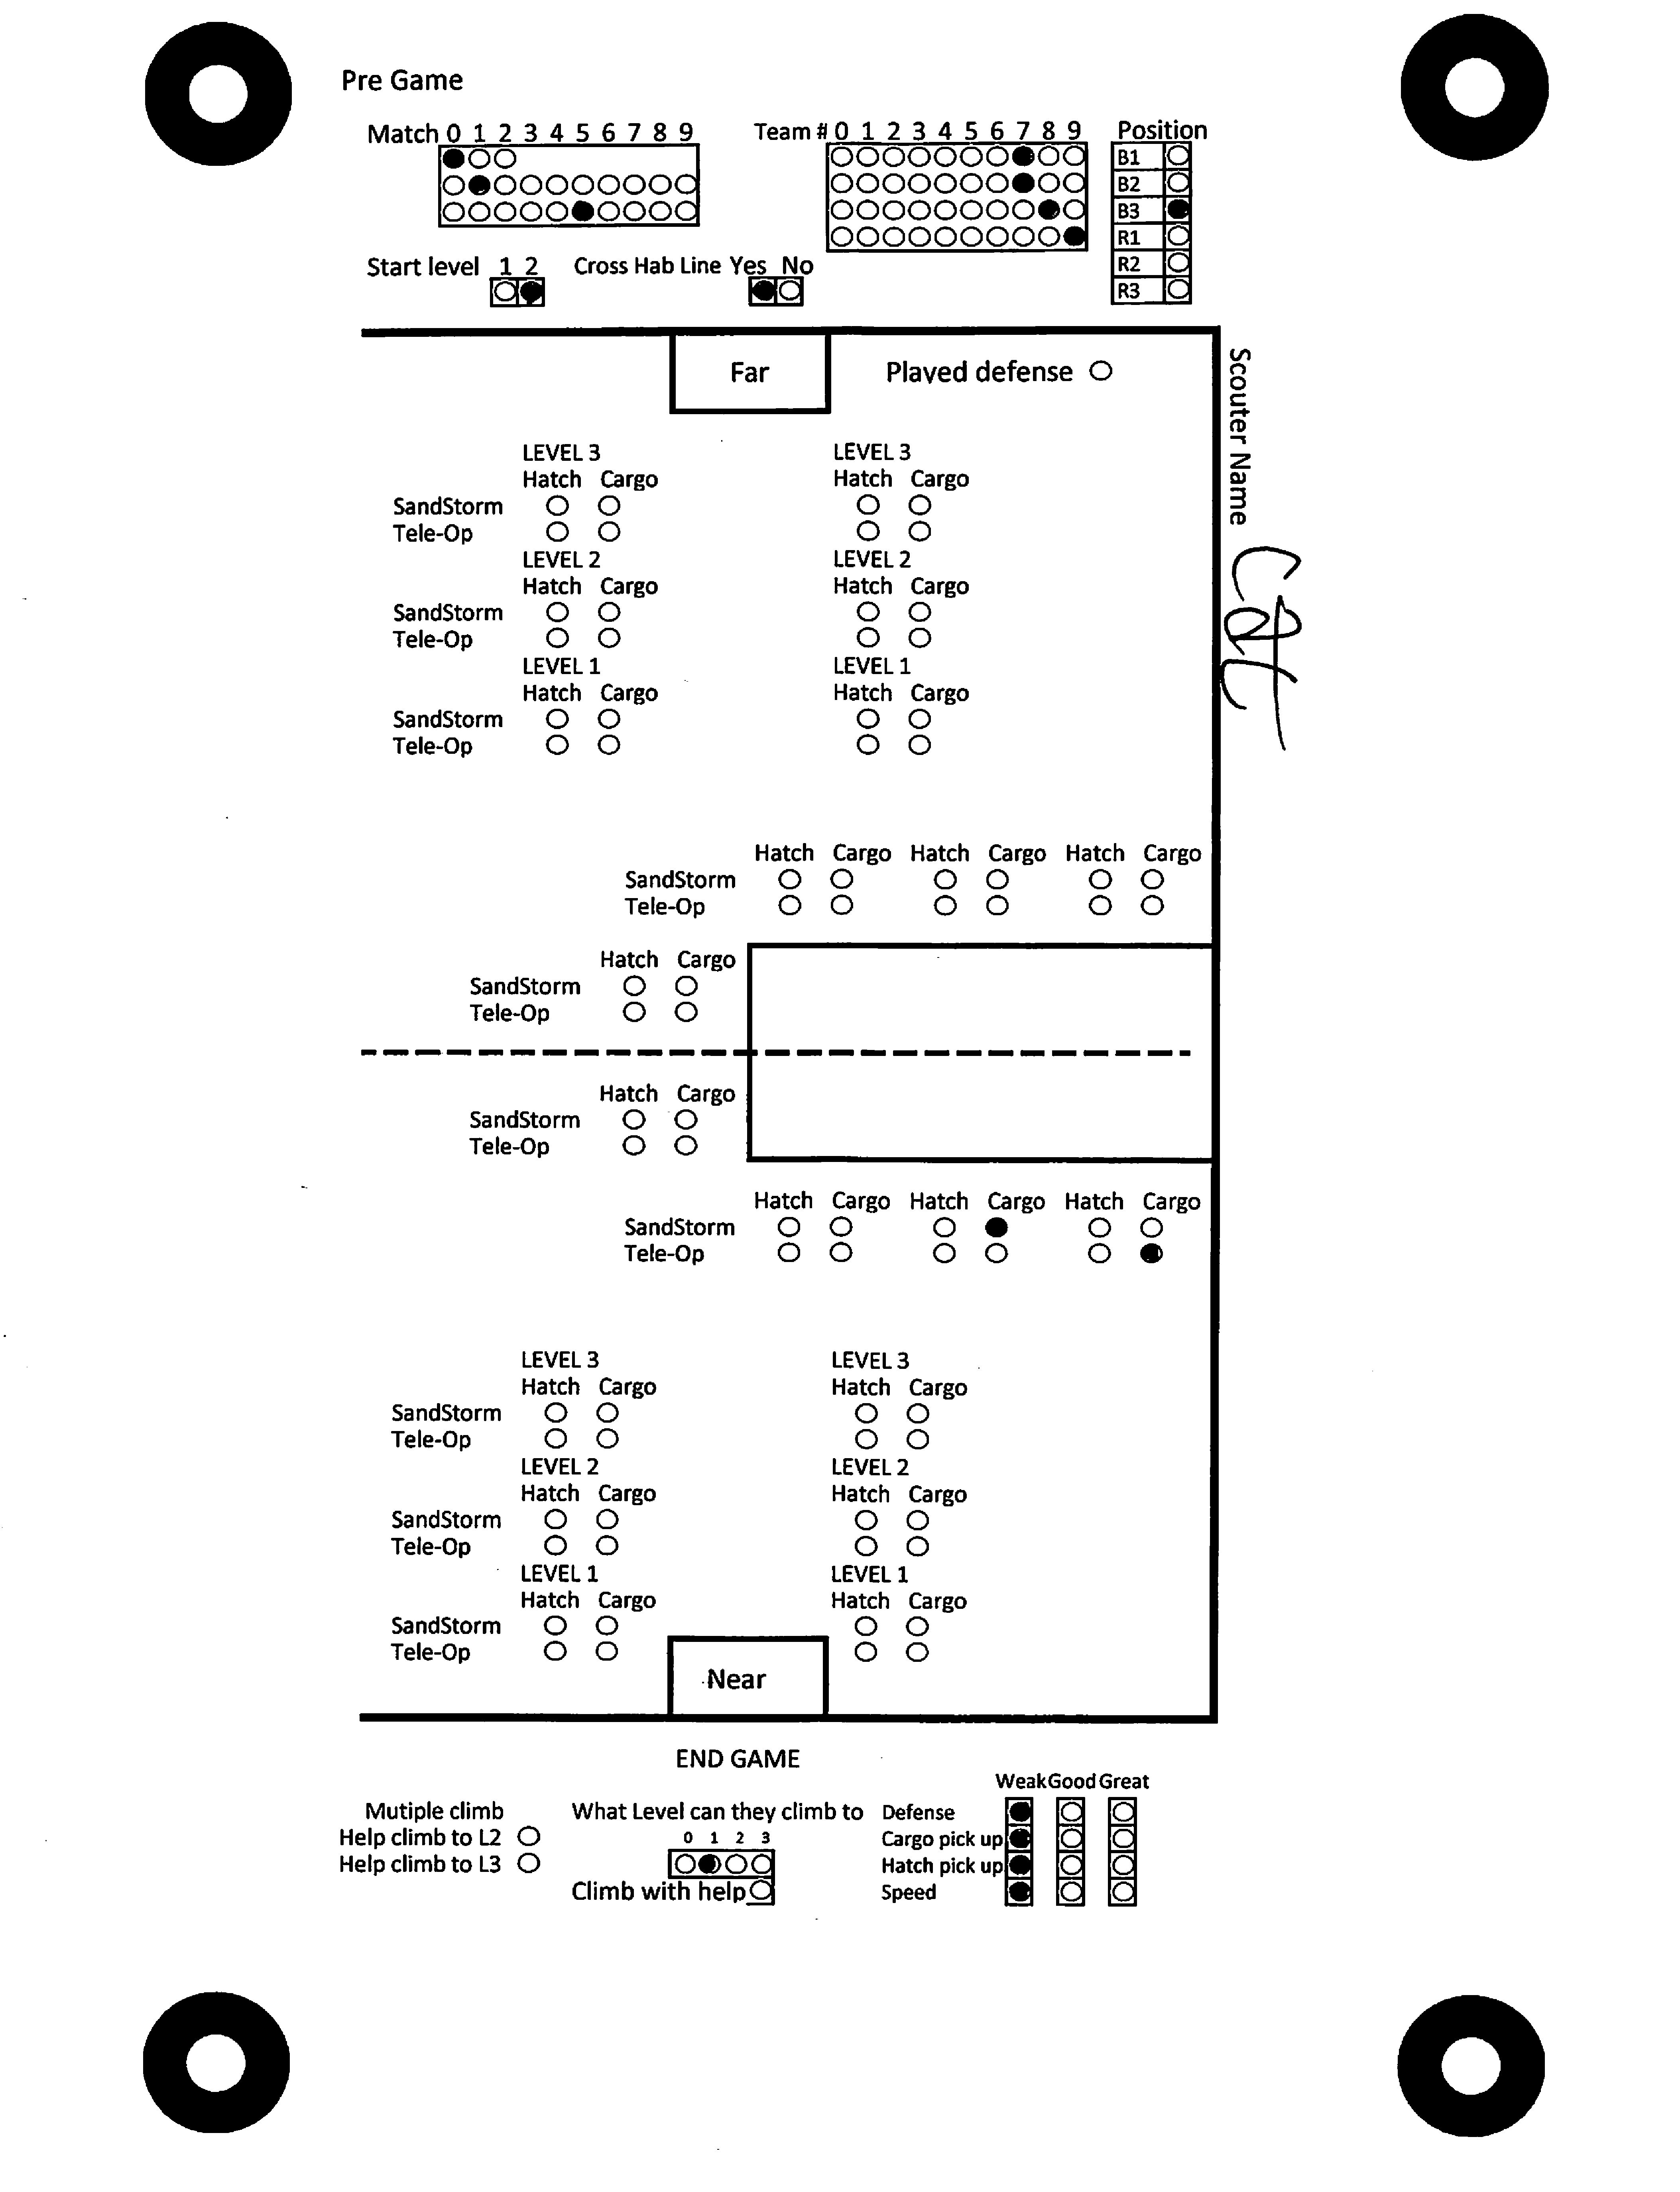 Pre Game
Match 0 1 2 3 4 5 6 7 8 9
Team # 0 1 2 3 4 5 6 7 8 9
Position
B1
B2
B3
R1
R2
R3
Start level 1 2
Cross Hab Line Yes No
Far
Played defense
Scouter Name
Cat
LEVEL 3 LEVEL 3
Hatch Cargo Hatch Cargo
SandStorm
Tele-Op
LEVEL 2 LEVEL 2
Hatch Cargo Hatch Cargo
SandStorm
Tele-Op
LEVEL 1 LEVEL 1
Hatch Cargo Hatch Cargo
SandStorm
Tele-Op
Hatch Cargo Hatch Cargo Hatch Cargo
SandStorm
Tele-Op
Hatch Cargo
SandStorm
Tele-Op
Hatch Cargo
SandStorm
Tele-Op
Hatch Cargo Hatch Cargo Hatch Cargo
SandStorm
Tele-Op
LEVEL 3 LEVEL 3
Hatch Cargo Hatch Cargo
SandStorm
Tele-Op
LEVEL 2 LEVEL 2
Hatch Cargo Hatch Cargo
SandStorm
Tele-Op
LEVEL 1 LEVEL 1
Hatch Cargo Hatch Cargo
SandStorm
Tele-Op
Near
END GAME
Mutiple climb
Help climb to L2
Help climb to L3
What Level can they climb to
0 1 2 3
Climb with help
Weak Good Great
Defense
Cargo pick up
Hatch pick up
Speed